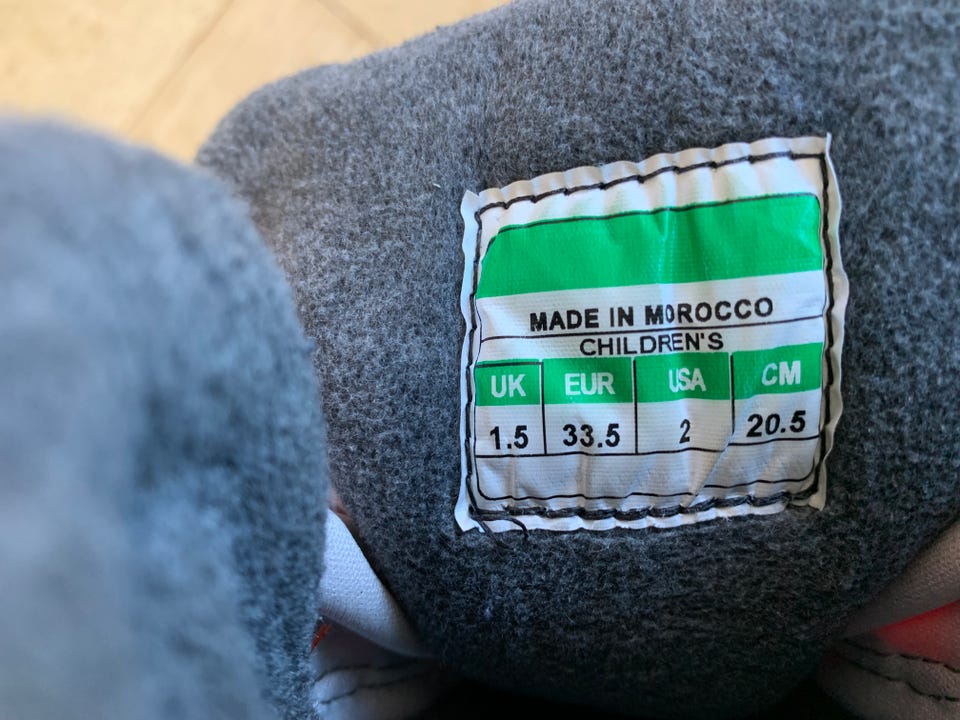 MADE IN MOROCCO
CHILDREN'S
UK EUR USA CM
1.5 33.5 2 20.5